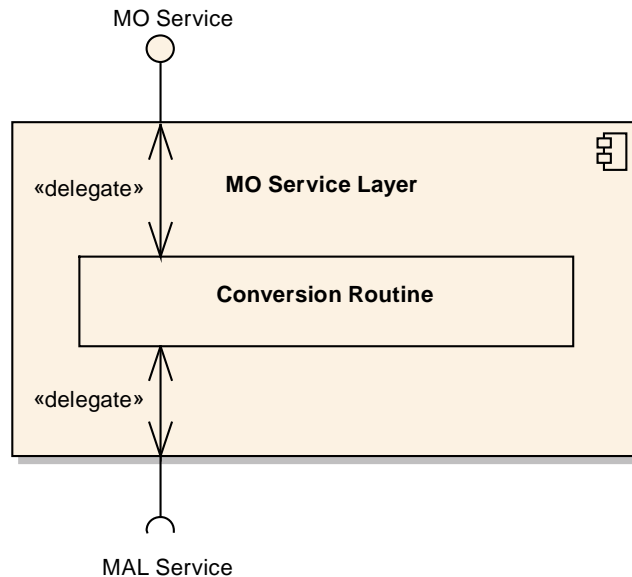 MO Service
«delegate»
MO Service Layer
Conversion Routine
«delegate»
MAL Service